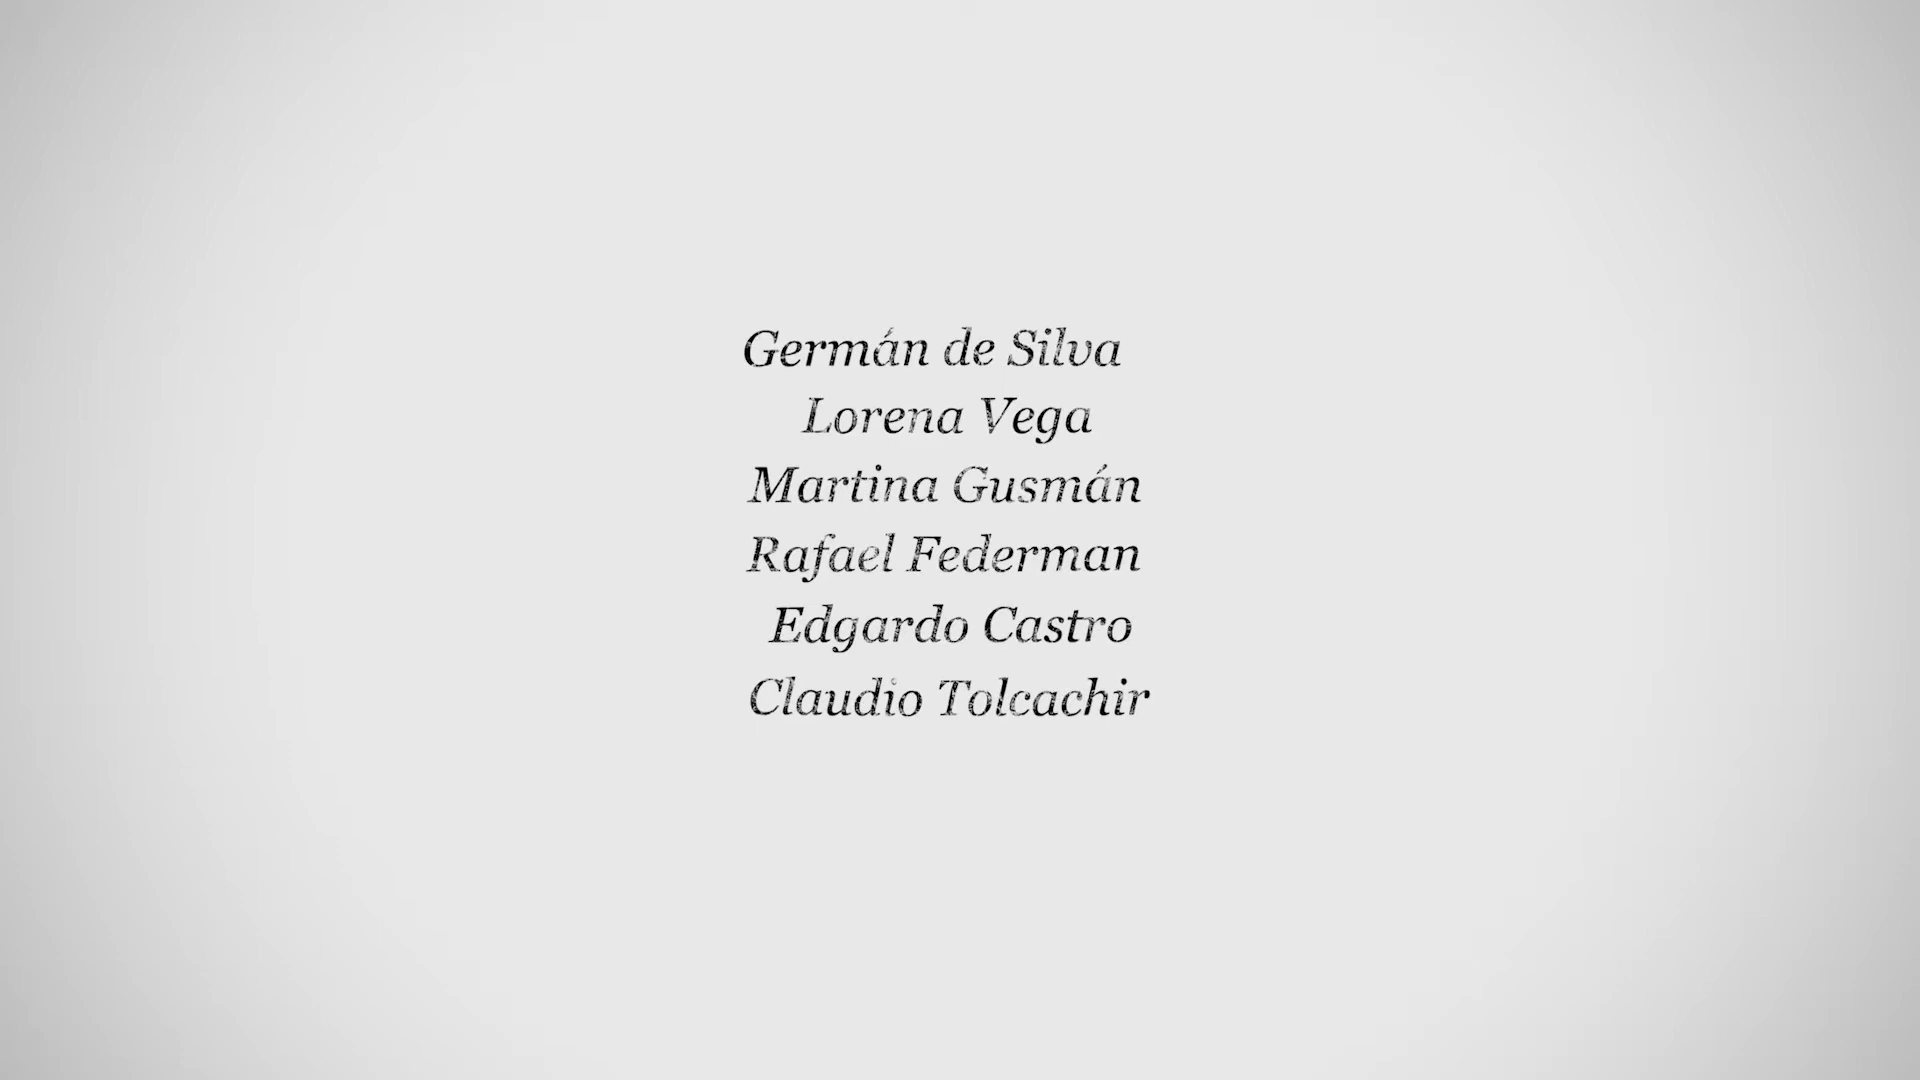 Germán de Silva
Lorena Vega
Martina Gusmán
Rafael Federman
Edgardo Castro
Claudio Tolcachir